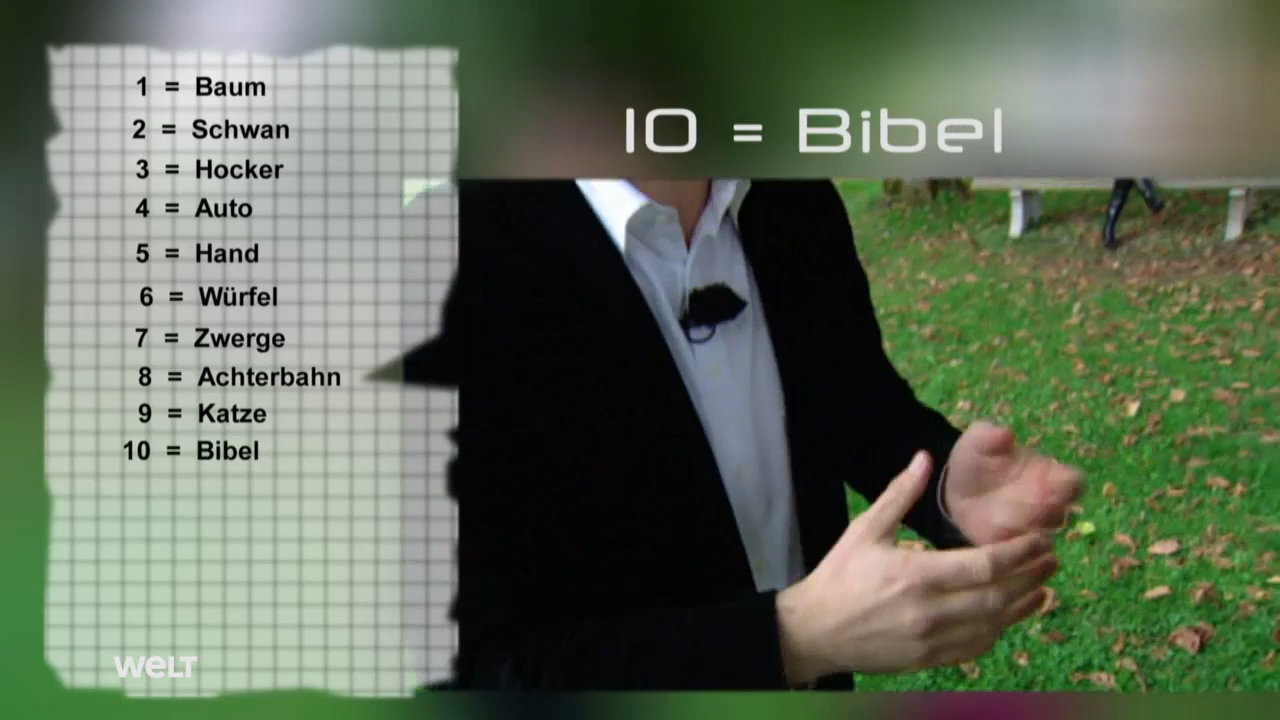 1 = Baum
2 = Schwan
3 = Hocker
4 = Auto
5 = Hand
6 = Würfel
7 = Zwerge
8 = Achterbahn
9 = Katze
10 = Bibel
10 = Bibel
WELT